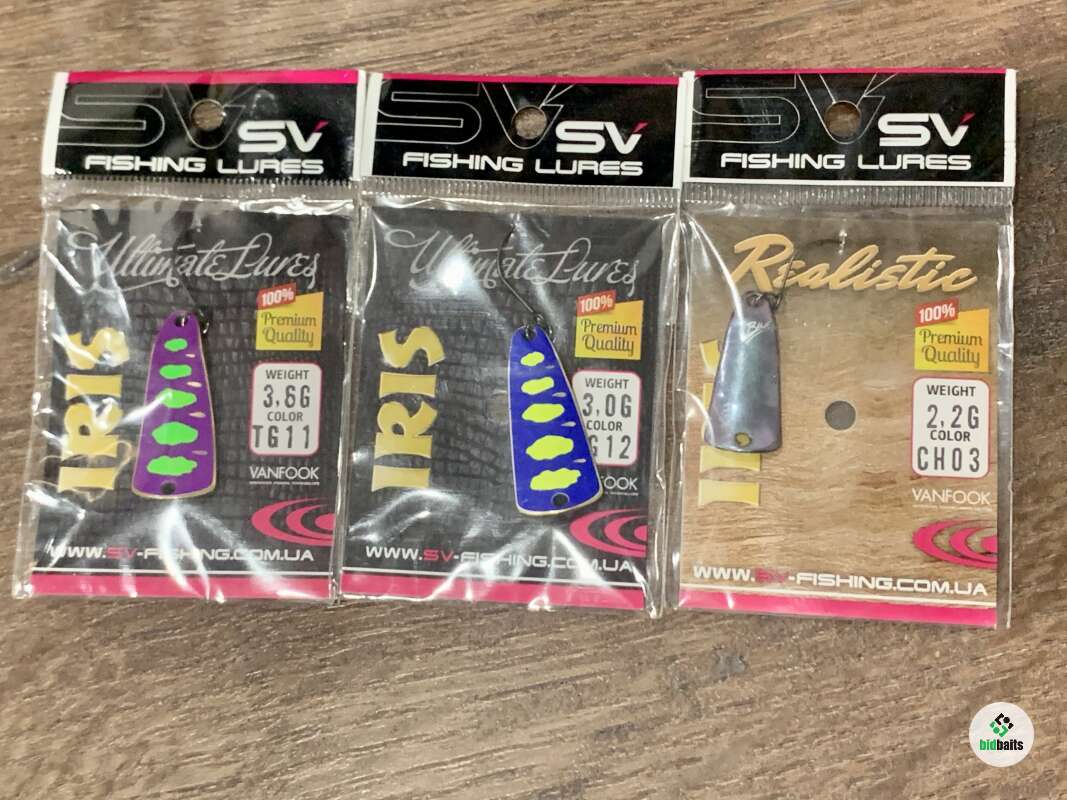 SV
FISHING LURES
Ultimate Lures
100%
Premium
Quality
IRIS
WEIGHT
3,6G
COLOR
TG11
VANFOOK
WWW.SV-FISHING.COM.UA
SV
FISHING LURES
Ultimate Lures
100%
Premium
Quality
IRIS
WEIGHT
3,0G
COLOR
G12
VANFOOK
WWW.SV-FISHING.COM.UA
SV
FISHING LURES
Realistic
100%
Premium
Quality
WEIGHT
2,2G
COLOR
CH03
VANFOOK
WWW.SV-FISHING.COM.UA
bidbaits